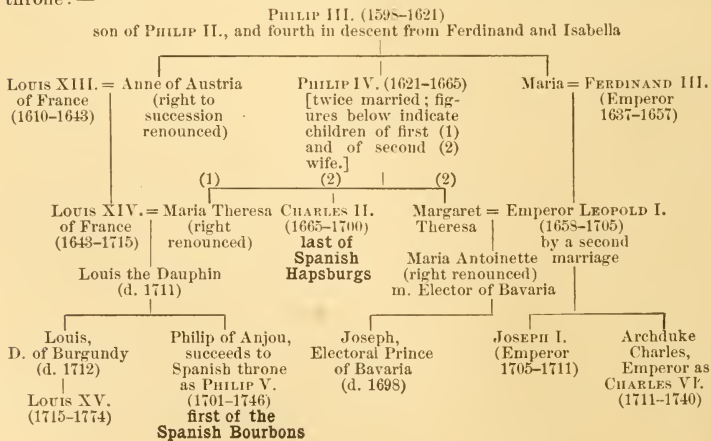 throne:—
PHILIP III. (1598–1621)
son of PHILIP II., and fourth in descent from Ferdinand and Isabella
LOUIS XIII. = Anne of Austria
of France (right to
(1610–1643) succession
renounced)
PHILIP IV. (1621–1665)
[twice married; fig-
ures below indicate
children of first (1)
and of second (2)
wife.]
Maria = FERDINAND III.
(Emperor
1637–1657)
(1) (2) (2)
LOUIS XIV. = Maria Theresa
of France (right
(1643–1715) renounced)
CHARLES II.
(1665–1700)
last of
Spanish
Hapsburgs
Margaret = Emperor LEOPOLD I.
Theresa (1658–1705)
by a second
Maria Antoinette marriage
(right renounced)
m. Elector of Bavaria
Louis the Dauphin
(d. 1711)
Louis,
D. of Burgundy
(d. 1712)
LOUIS XV.
(1715–1774)
Philip of Anjou,
succeeds to
Spanish throne
as PHILIP V.
(1701–1746)
first of the
Spanish Bourbons
Joseph,
Electoral Prince
of Bavaria
(d. 1698)
JOSEPH I.
(Emperor
1705–1711)
Archduke
Charles,
Emperor as
CHARLES VI.
(1711–1740)